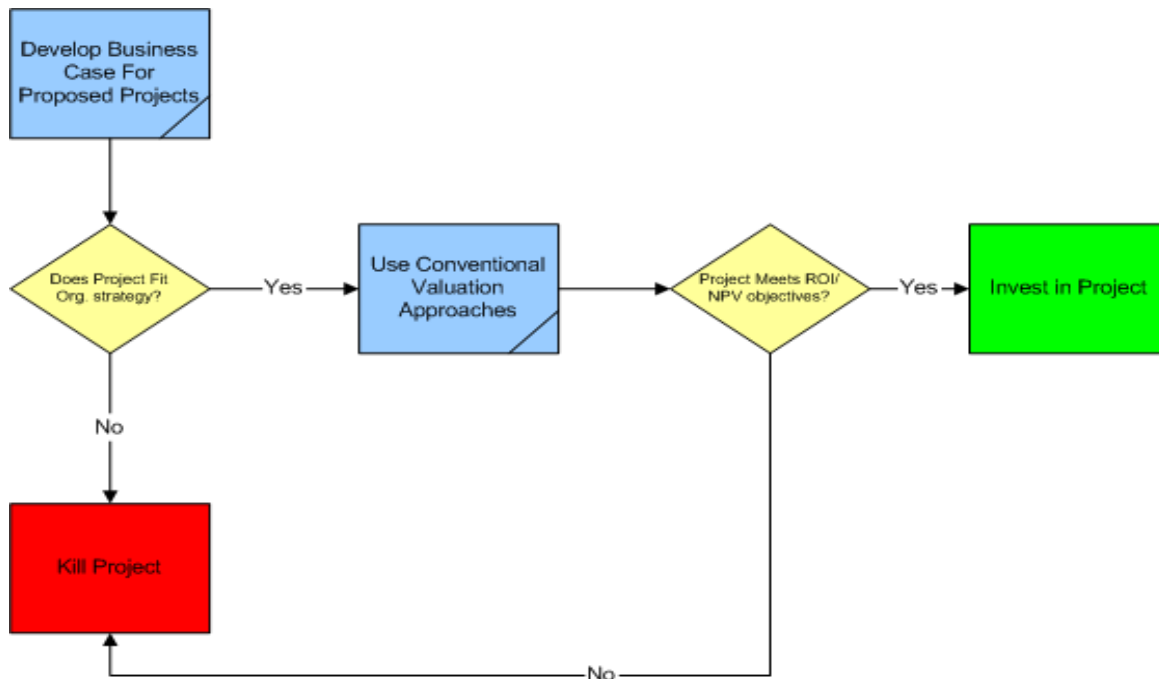 Develop Business
Case For
Proposed Projects
Does Project Fit
Org. strategy?
Yes
Use Conventional
Valuation
Approaches
Project Meets ROI/
NPV objectives?
Yes
Invest in Project
No
Kill Project
No